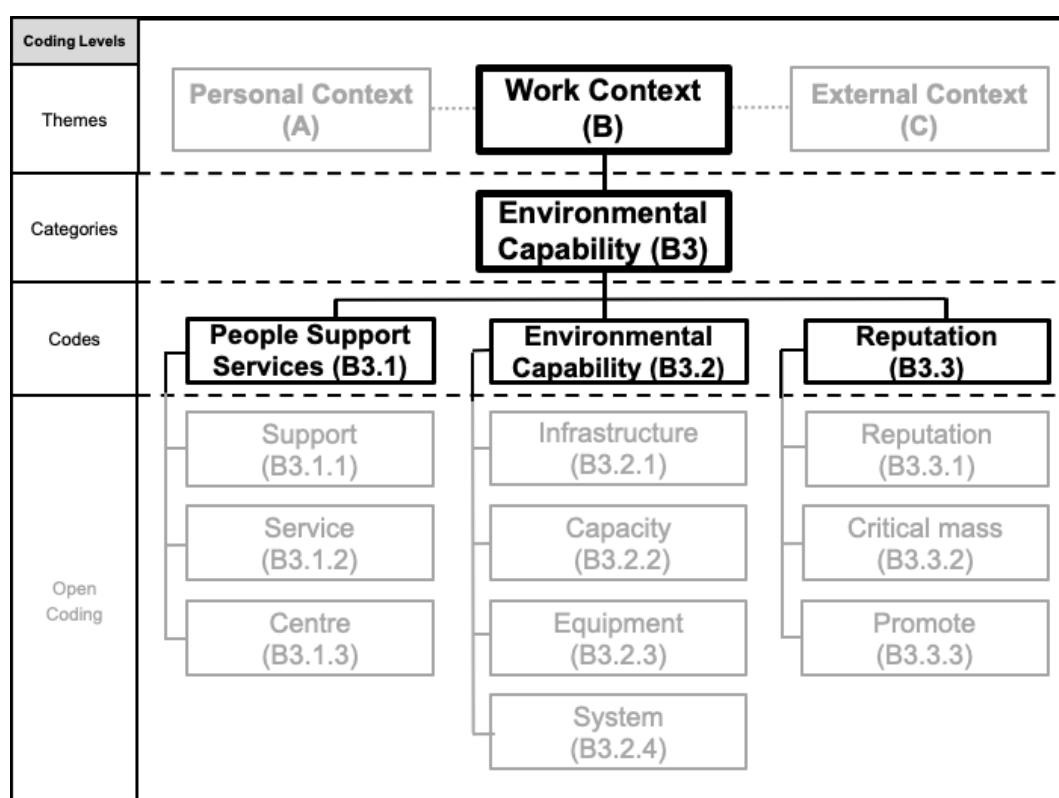 Coding Levels
Themes
Personal Context
(A)
Work Context
(B)
External Context
(C)
Categories
Environmental
Capability (B3)
Codes
People Support
Services (B3.1)
Environmental
Capability (B3.2)
Reputation
(B3.3)
Open
Coding
Support
(B3.1.1)
Infrastructure
(B3.2.1)
Reputation
(B3.3.1)
Service
(B3.1.2)
Capacity
(B3.2.2)
Critical mass
(B3.3.2)
Centre
(B3.1.3)
Equipment
(B3.2.3)
Promote
(B3.3.3)
System
(B3.2.4)